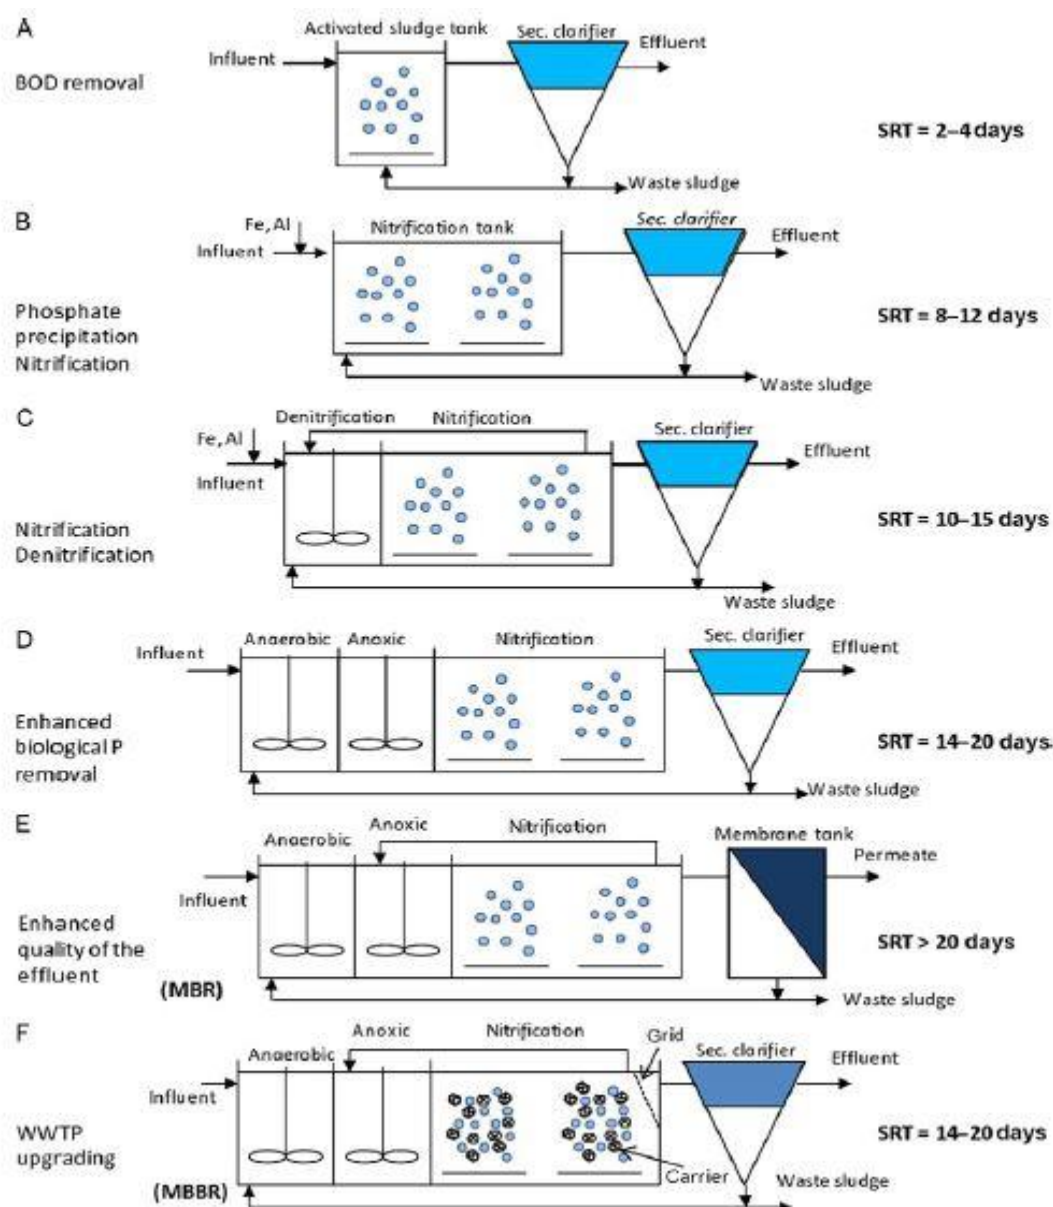 A
Activated sludge tank
Sec. clarifier
Influent
Effluent
BOD removal
SRT = 2–4 days
Waste sludge
B
Fe, Al
Nitrification tank
Sec. clarifier
Influent
Effluent
Phosphate
precipitation
Nitrification
SRT = 8–12 days
Waste sludge
C
Denitrification
Nitrification
Sec. clarifier
Fe, Al
Influent
Effluent
Nitrification
Denitrification
SRT = 10–15 days
Waste sludge
D
Anaerobic
Anoxic
Nitrification
Sec. clarifier
Influent
Effluent
Enhanced
biological P
removal
SRT = 14–20 days
Waste sludge
E
Anaerobic
Anoxic
Nitrification
Membrane tank
Permeate
Influent
Enhanced
quality of the
effluent
(MBR)
SRT > 20 days
Waste sludge
F
Anaerobic
Anoxic
Nitrification
Grid
Sec. clarifier
Effluent
Influent
WWTP
upgrading
(MBBR)
Carrier
SRT = 14–20 days
Waste sludge